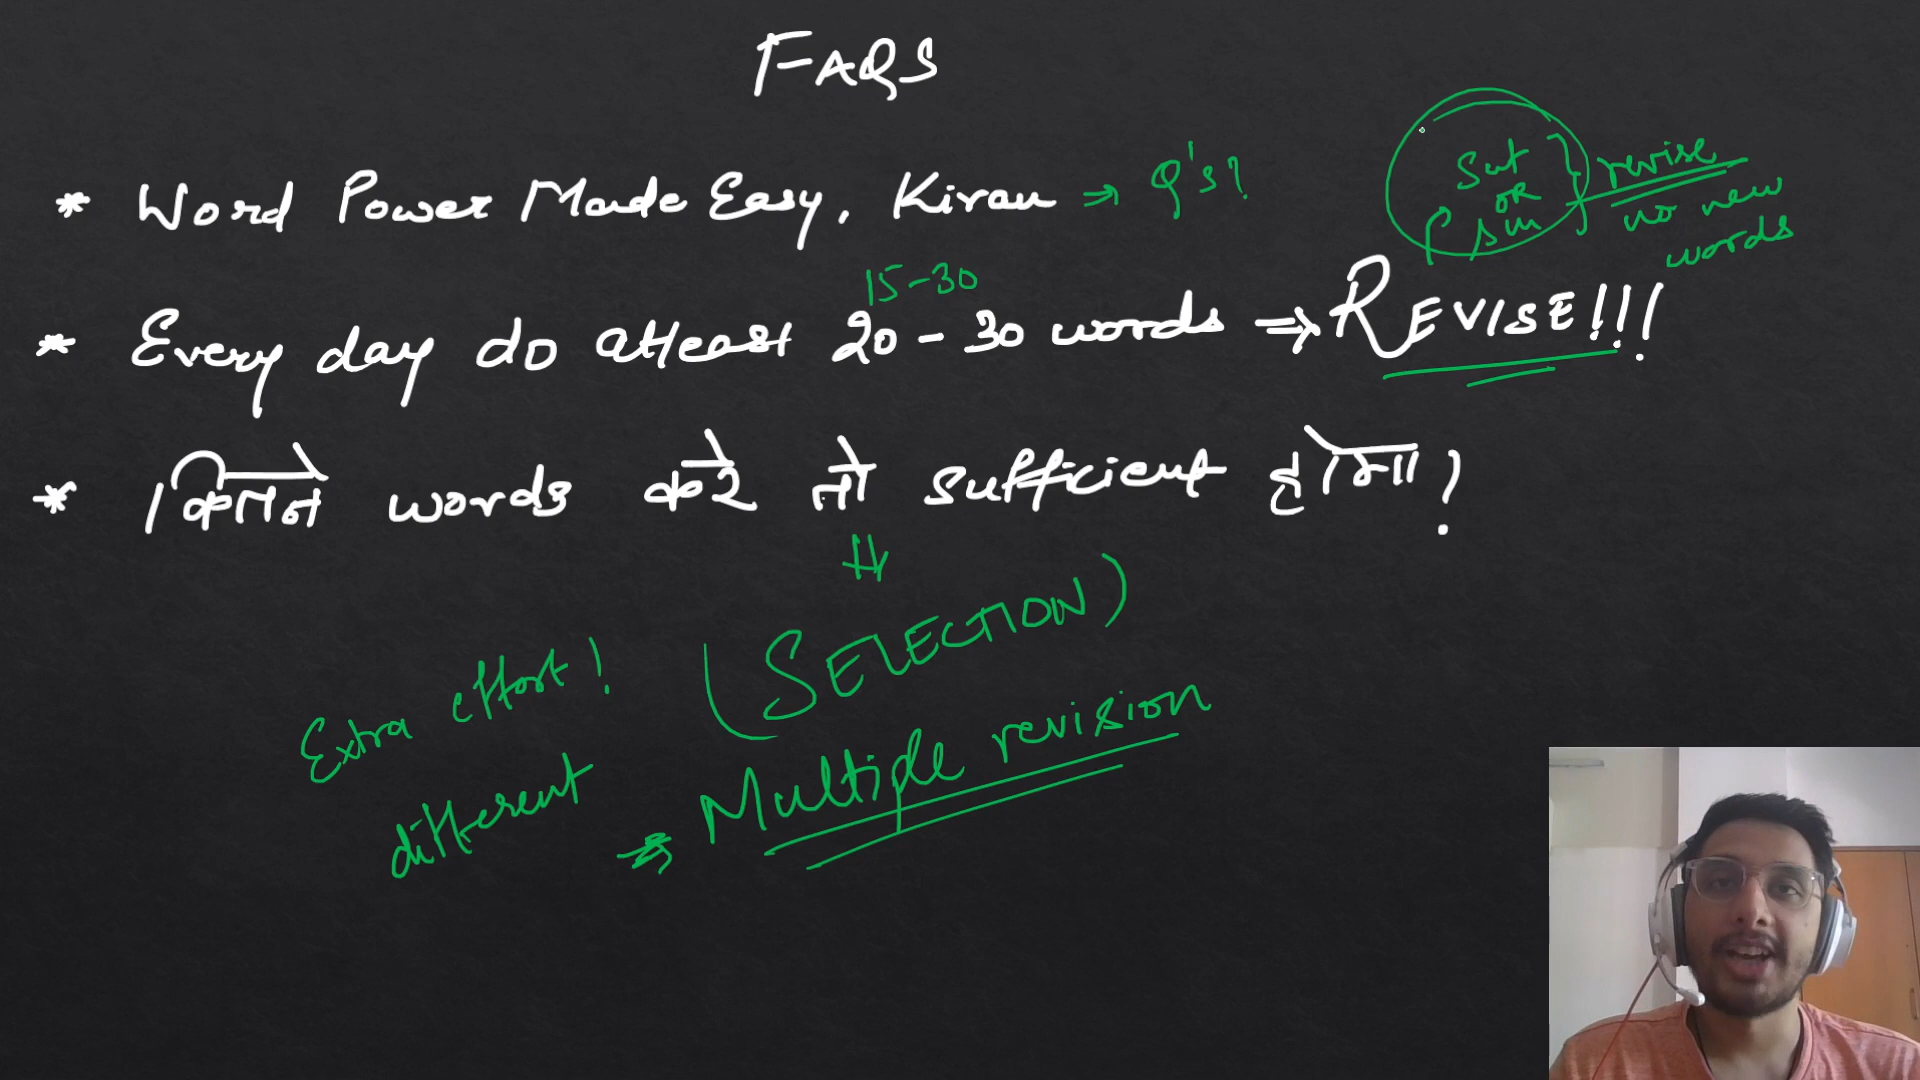 FAQS
* Word Power Made Easy, Kiran ⇒ Q's?
Sat
OR
Sun
revise
no new
words
15-30
* Every day do atleast 20-30 words ⇒ REVISE!!!
* कितने words करे तो sufficient होगा?
(SELECTION)
Extra effort!
different
⇒ Multiple revision